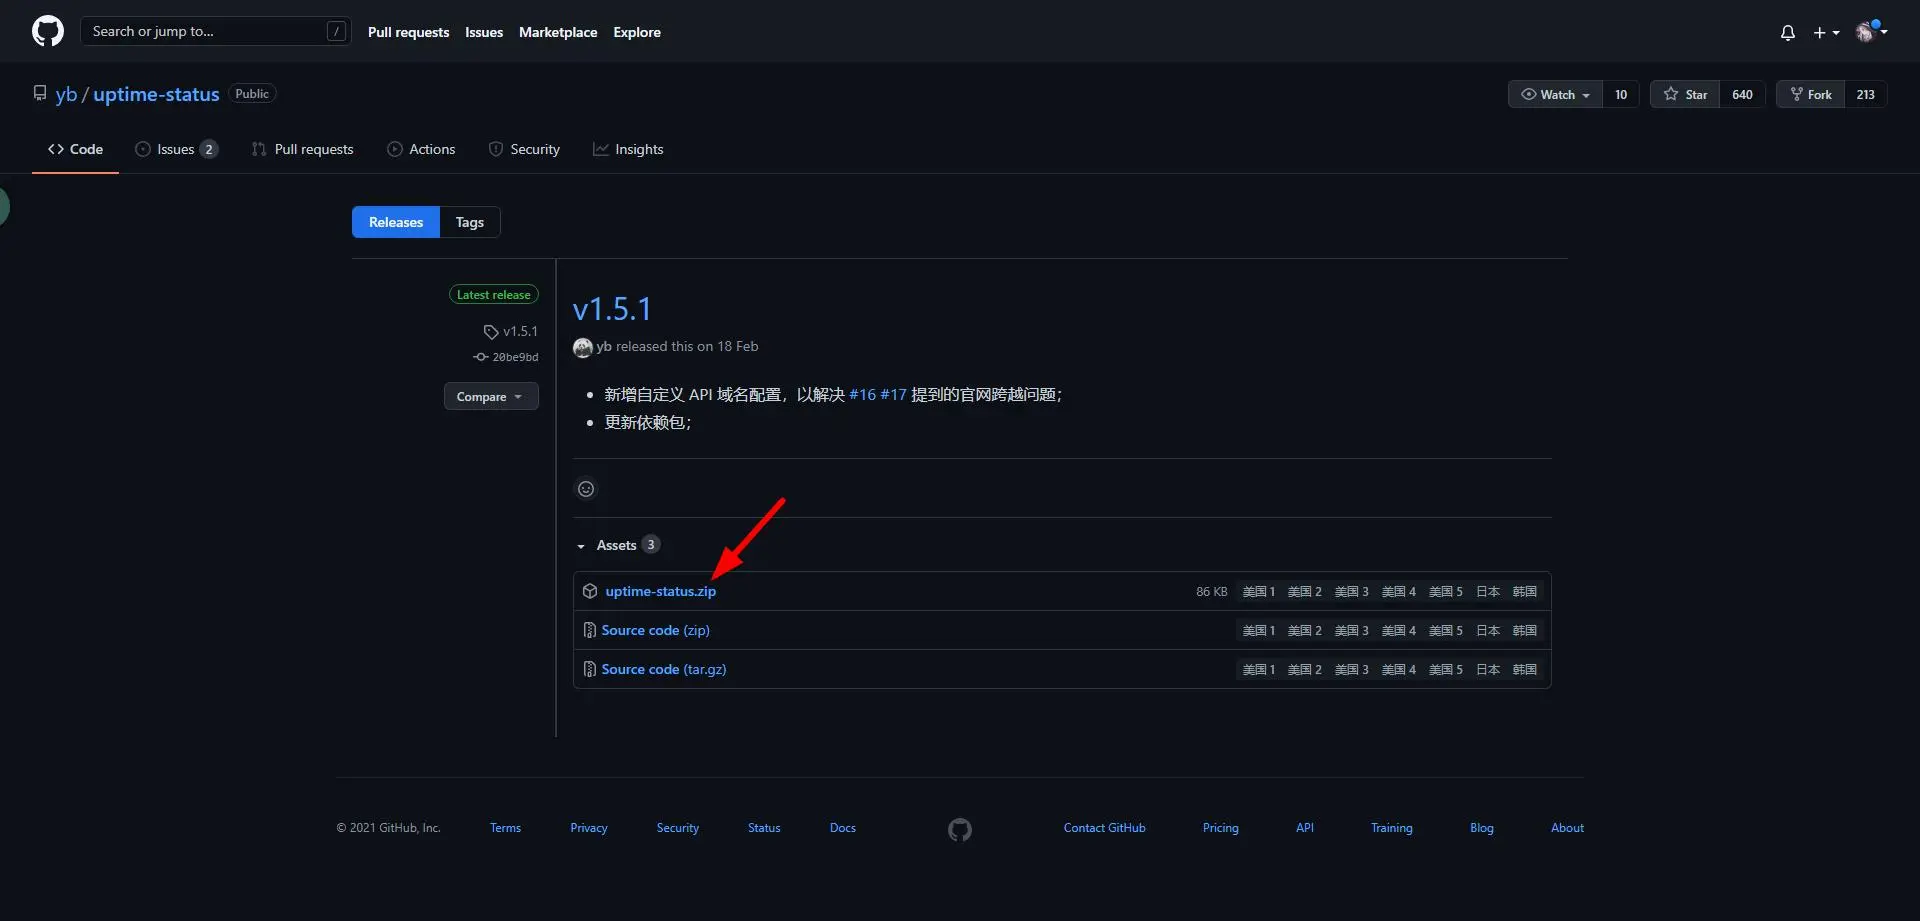 Search or jump to... /
Pull requests Issues Marketplace Explore
yb / uptime-status Public
Watch 10 Star 640 Fork 213
Code Issues 2 Pull requests Actions Security Insights
Releases Tags
Latest release
v1.5.1
20be9bd
Compare
v1.5.1
yb released this on 18 Feb
新增自定义 API 域名配置，以解决 #16 #17 提到的官网跨越问题；
更新依赖包；
Assets 3
uptime-status.zip 86 KB 美国 1 美国 2 美国 3 美国 4 美国 5 日本 韩国
Source code (zip) 美国 1 美国 2 美国 3 美国 4 美国 5 日本 韩国
Source code (tar.gz) 美国 1 美国 2 美国 3 美国 4 美国 5 日本 韩国
© 2021 GitHub, Inc. Terms Privacy Security Status Docs Contact GitHub Pricing API Training Blog About